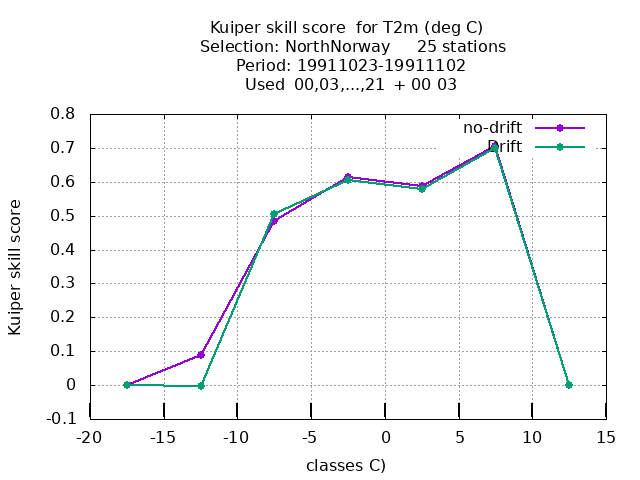 Kuiper skill score  for T2m (deg C)
Selection: NorthNorway     25 stations
Period: 19911023-19911102
Used  00,03,...,21  + 00 03
no-drift
Drift
Kuiper skill score
0.8
0.7
0.6
0.5
0.4
0.3
0.2
0.1
0
-0.1
-20 -15 -10 -5 0 5 10 15
classes C)